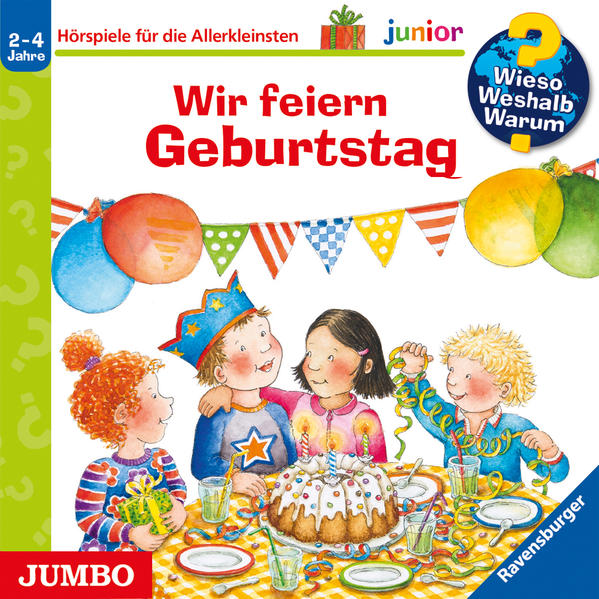 2-4
Jahre
Hörspiele für die Allerkleinsten
junior
?
Wieso
Weshalb
Warum
Wir feiern
Geburtstag
JUMBO
Ravensburger